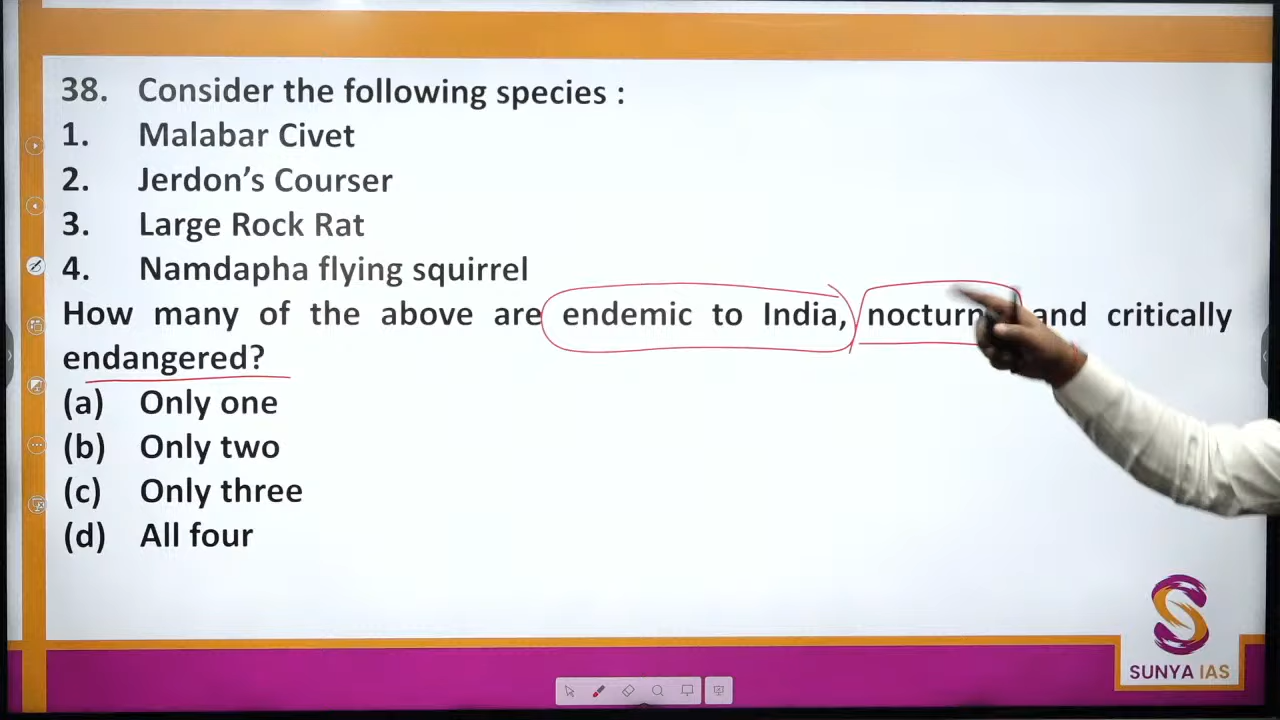 38. Consider the following species :
1. Malabar Civet
2. Jerdon’s Courser
3. Large Rock Rat
4. Namdapha flying squirrel
How many of the above are endemic to India, and critically
endangered?
(a) Only one
(b) Only two
(c) Only three
(d) All four
SUNYA IAS